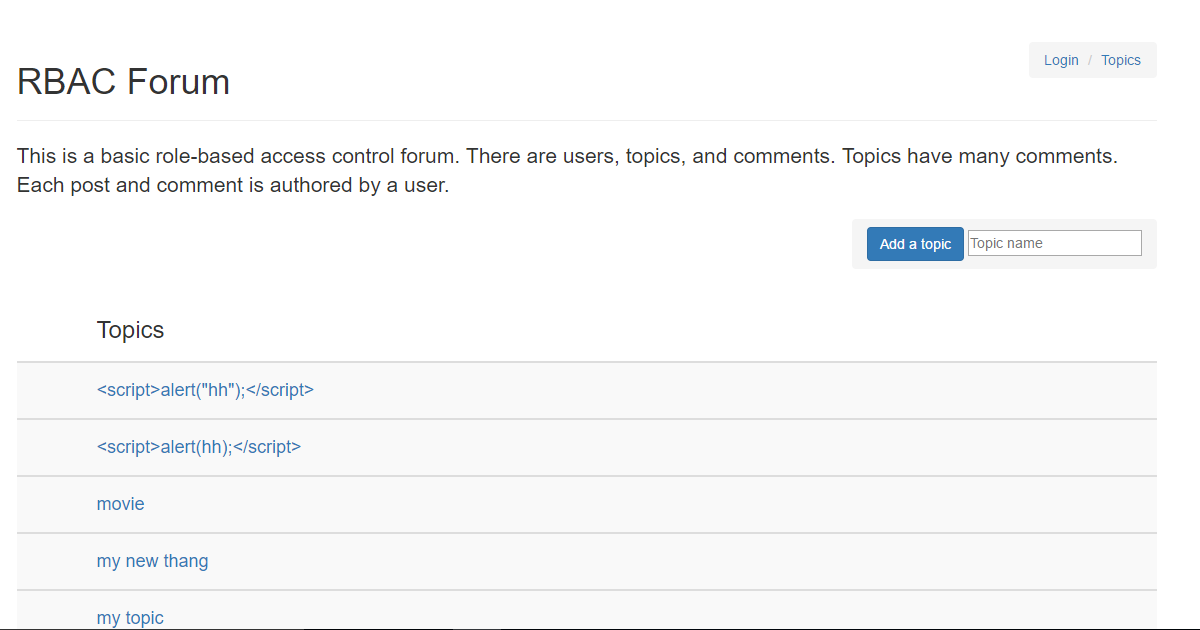 Login / Topics
RBAC Forum
This is a basic role-based access control forum. There are users, topics, and comments. Topics have many comments.
Each post and comment is authored by a user.
Add a topic Topic name
Topics
<script>alert("hh");</script>
<script>alert(hh);</script>
movie
my new thang
my topic